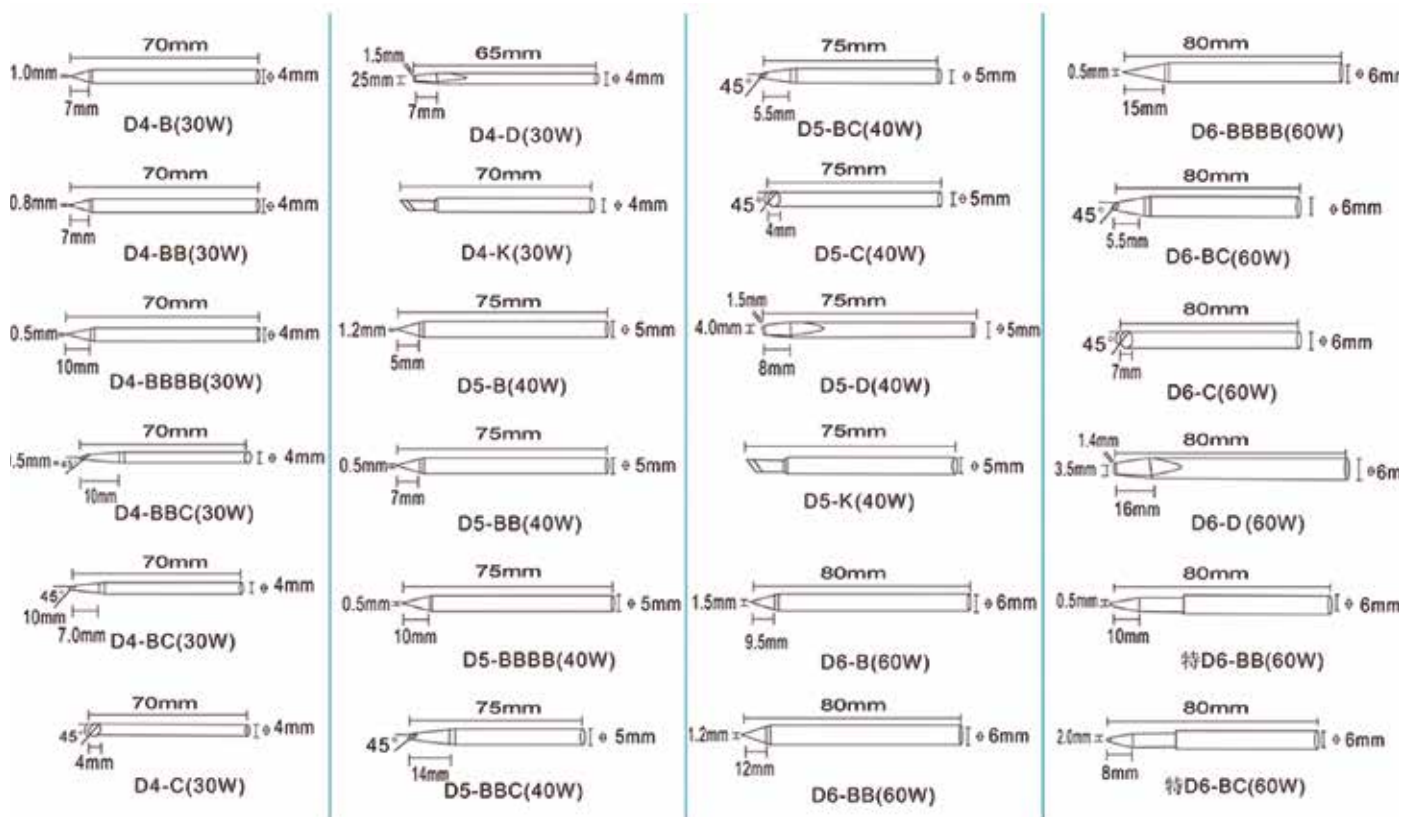 70mm
1.0mm
Φ 4mm
7mm
D4-B(30W)
70mm
0.8mm
Φ 4mm
7mm
D4-BB(30W)
70mm
0.5mm
Φ 4mm
10mm
D4-BBBB(30W)
70mm
.5mm
Φ 4mm
10mm
D4-BBC(30W)
70mm
45°
Φ 4mm
10mm
7.0mm
D4-BC(30W)
70mm
45°
Φ 4mm
4mm
D4-C(30W)
65mm
1.5mm
25mm
Φ 4mm
7mm
D4-D(30W)
70mm
Φ 4mm
D4-K(30W)
75mm
1.2mm
Φ 5mm
5mm
D5-B(40W)
75mm
0.5mm
Φ 5mm
7mm
D5-BB(40W)
75mm
0.5mm
Φ 5mm
10mm
D5-BBBB(40W)
75mm
45°
Φ 5mm
14mm
D5-BBC(40W)
75mm
45°
Φ 5mm
5.5mm
D5-BC(40W)
75mm
45°
Φ 5mm
4mm
D5-C(40W)
1.5mm
75mm
4.0mm
Φ 5mm
8mm
D5-D(40W)
75mm
Φ 5mm
D5-K(40W)
80mm
1.5mm
Φ 6mm
9.5mm
D6-B(60W)
80mm
1.2mm
Φ 6mm
12mm
D6-BB(60W)
80mm
0.5mm
Φ 6mm
15mm
D6-BBBB(60W)
80mm
45°
Φ 6mm
5.5mm
D6-BC(60W)
80mm
45°
Φ 6mm
7mm
D6-C(60W)
1.4mm
80mm
3.5mm
Φ 6m
16mm
D6-D(60W)
80mm
0.5mm
Φ 6mm
10mm
特D6-BB(60W)
80mm
2.0mm
Φ 6mm
8mm
特D6-BC(60W)